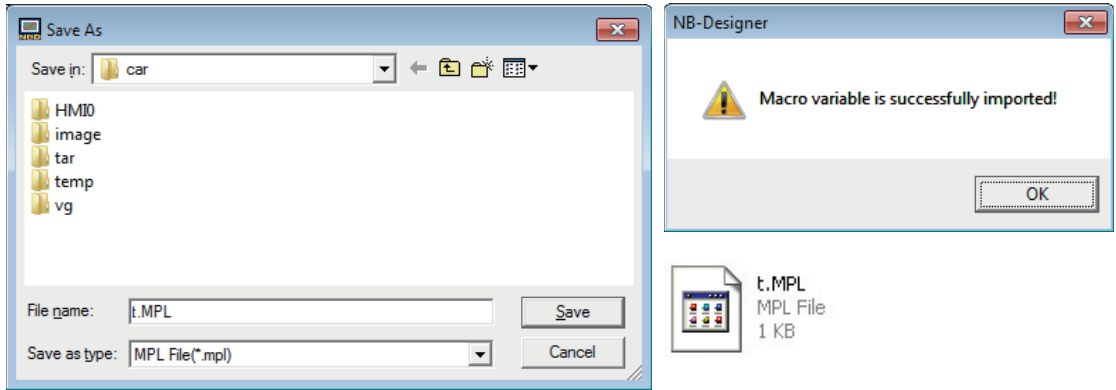 Save As
Save in: car
HMI0
image
tar
temp
vg
File name: t.MPL
Save
Save as type: MPL File(*.mpl)
Cancel
NB-Designer
Macro variable is successfully imported!
OK
t.MPL
MPL File
1 KB